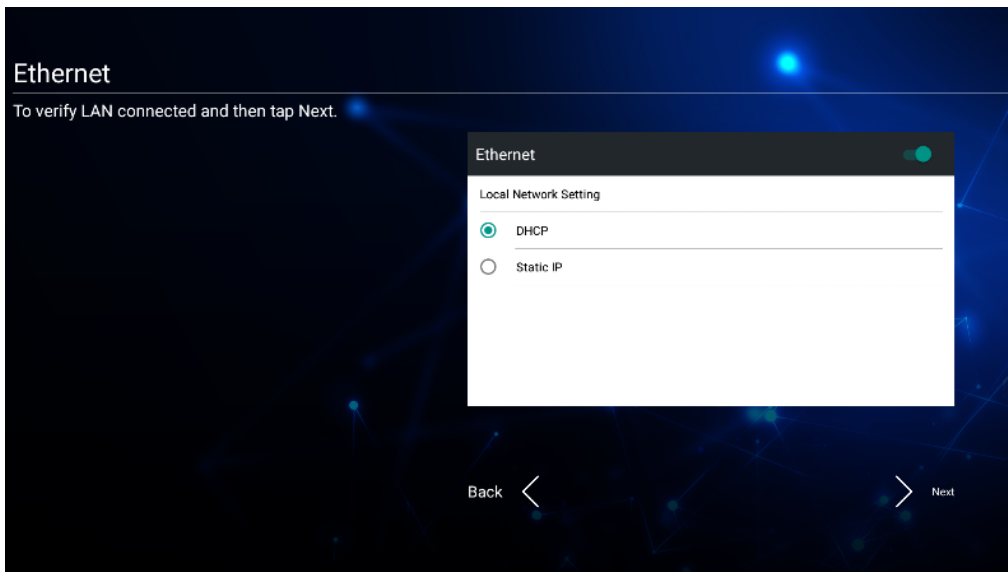 Ethernet
To verify LAN connected and then tap Next.
Ethernet
Local Network Setting
DHCP
Static IP
Back
Next